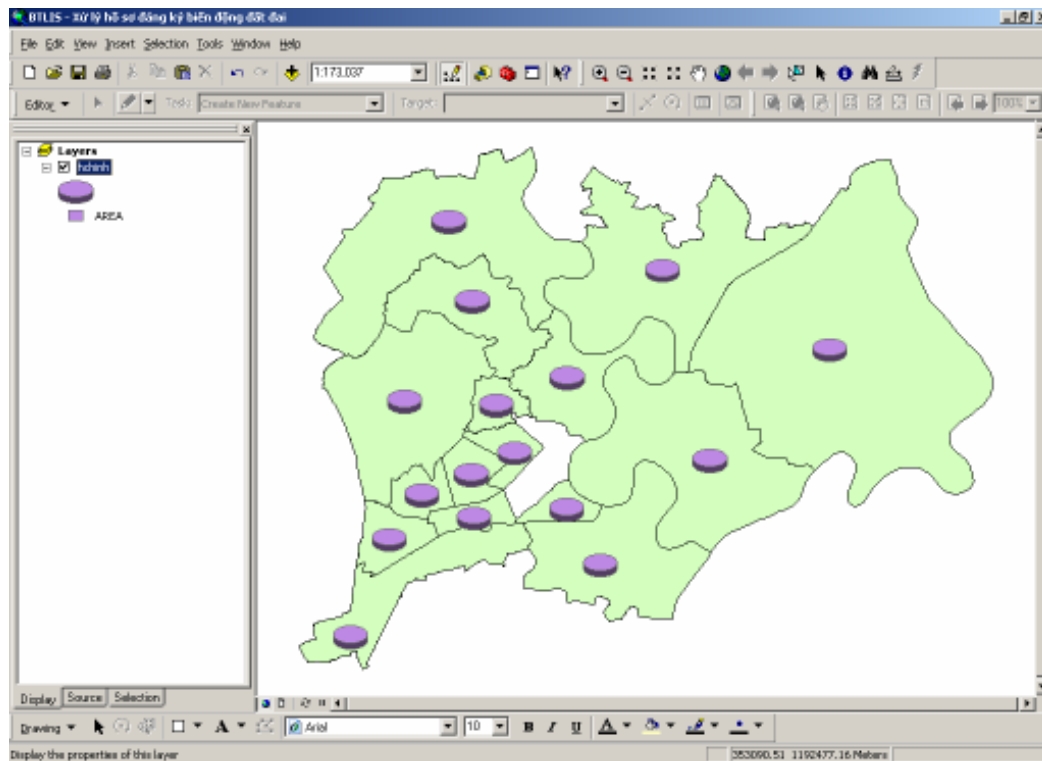 BTLIS - Xử lý hồ sơ đăng ký biến động đất đai
File Edit View Insert Selection Tools Window Help
1:173.037
Editor Task: Create New Feature Target: 100%
Layers
hchinh
AREA
Display Source Selection
Drawing A Arial 10 B I U A
Display the properties of this layer 353090.51 1192477.16 Meters